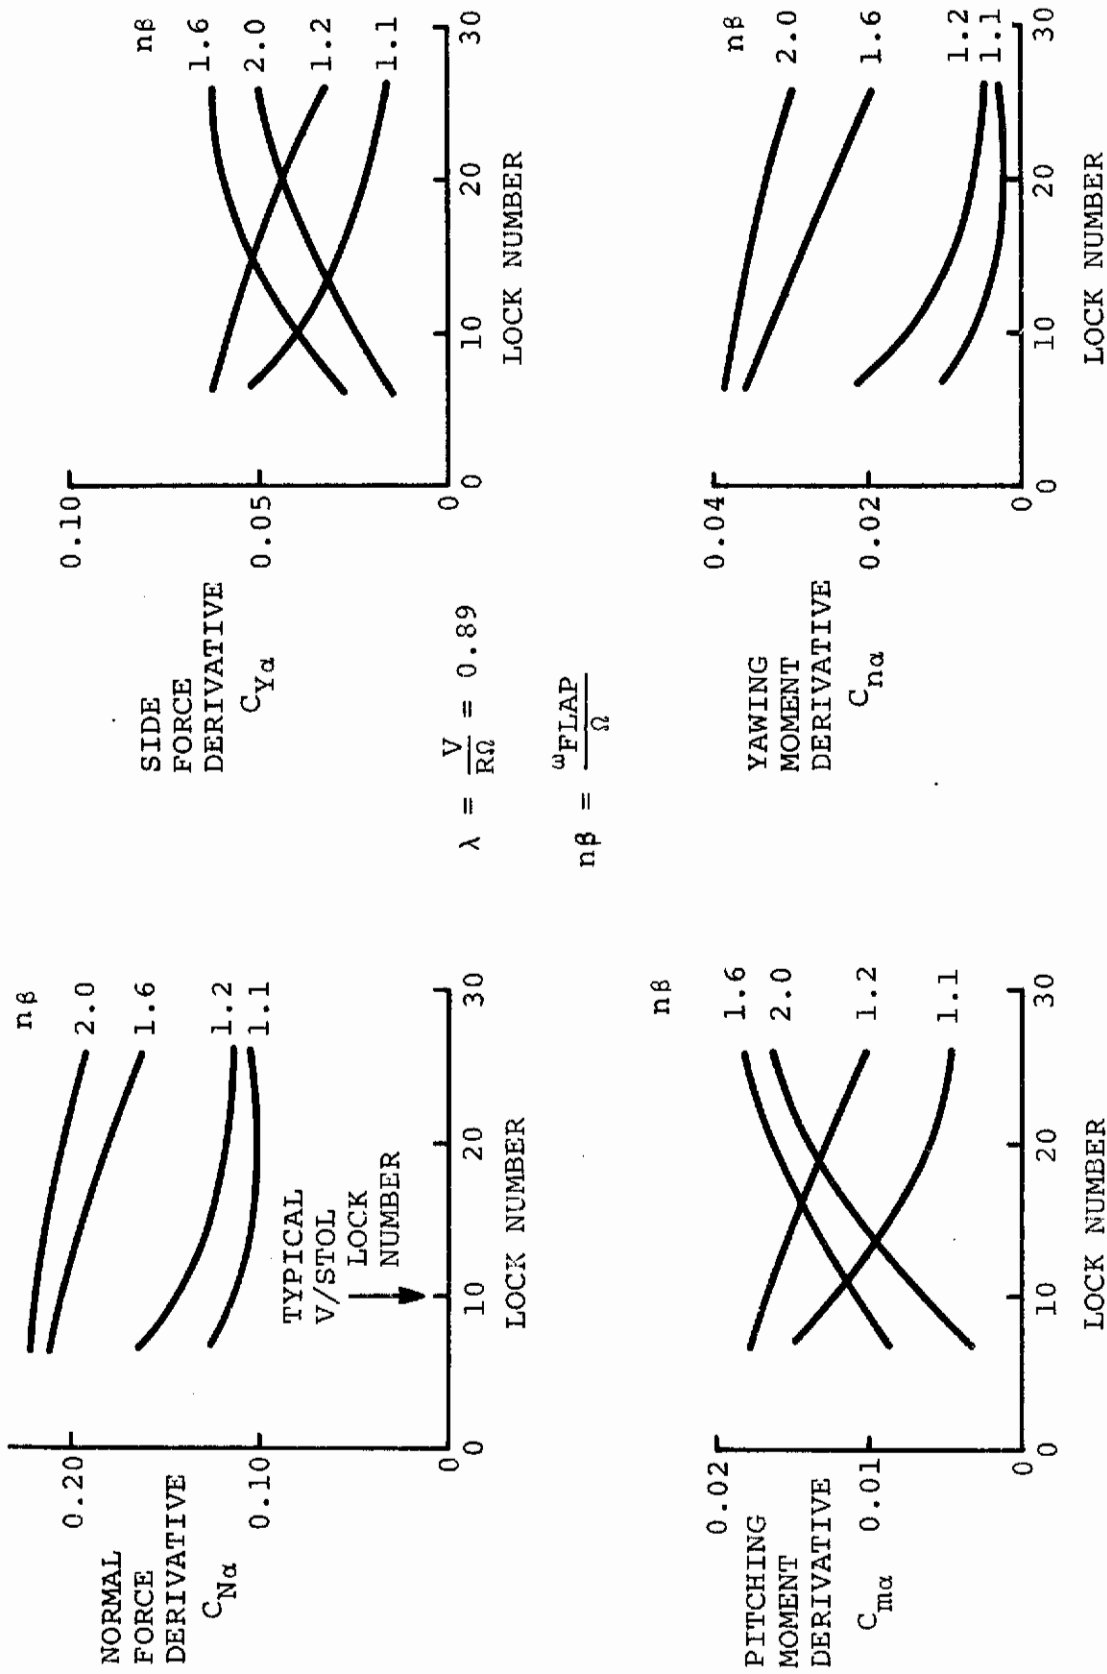 NORMAL
FORCE
DERIVATIVE
C_Nα
0.20
0.10
0
0 10 20 30
LOCK NUMBER
TYPICAL
V/STOL
LOCK
NUMBER
nβ
2.0
1.6
1.2
1.1
SIDE
FORCE
DERIVATIVE
C_Yα
0.10
0.05
0
0 10 20 30
LOCK NUMBER
nβ
1.6
2.0
1.2
1.1
λ = V/RΩ = 0.89
nβ = ωFLAP/Ω
PITCHING
MOMENT
DERIVATIVE
C_mα
0.02
0.01
0
0 10 20 30
LOCK NUMBER
nβ
1.6
2.0
1.2
1.1
YAWING
MOMENT
DERIVATIVE
C_nα
0.04
0.02
0
0 10 20 30
LOCK NUMBER
nβ
2.0
1.6
1.2
1.1